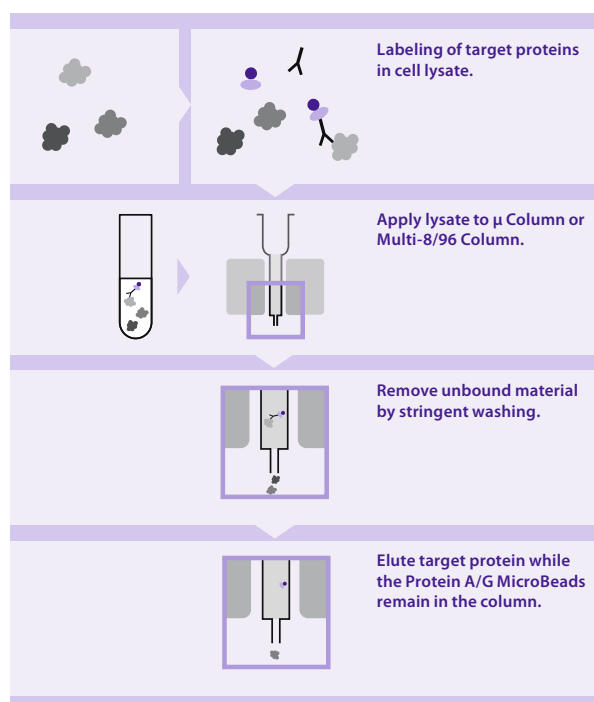 Labeling of target proteins
in cell lysate.
Apply lysate to µ Column or
Multi-8/96 Column.
Remove unbound material
by stringent washing.
Elute target protein while
the Protein A/G MicroBeads
remain in the column.